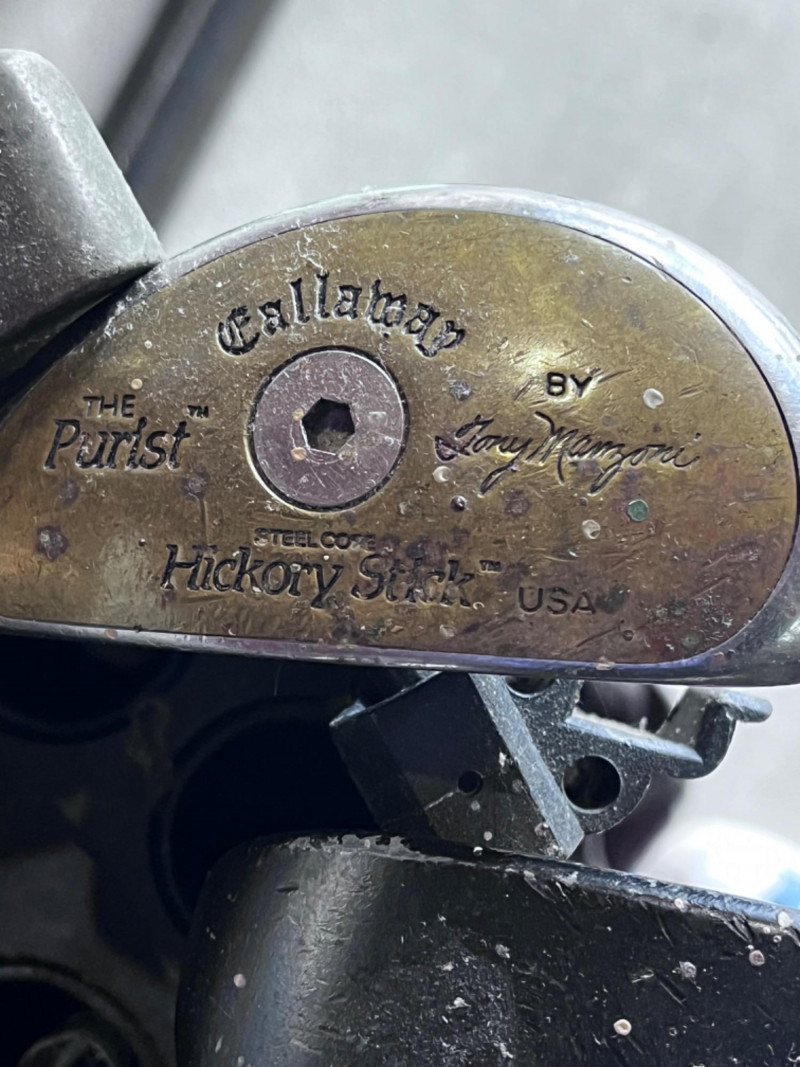 Callaway
THE
Purist™
BY
Tony Manzoni
STEEL CORE
Hickory Stick™ USA